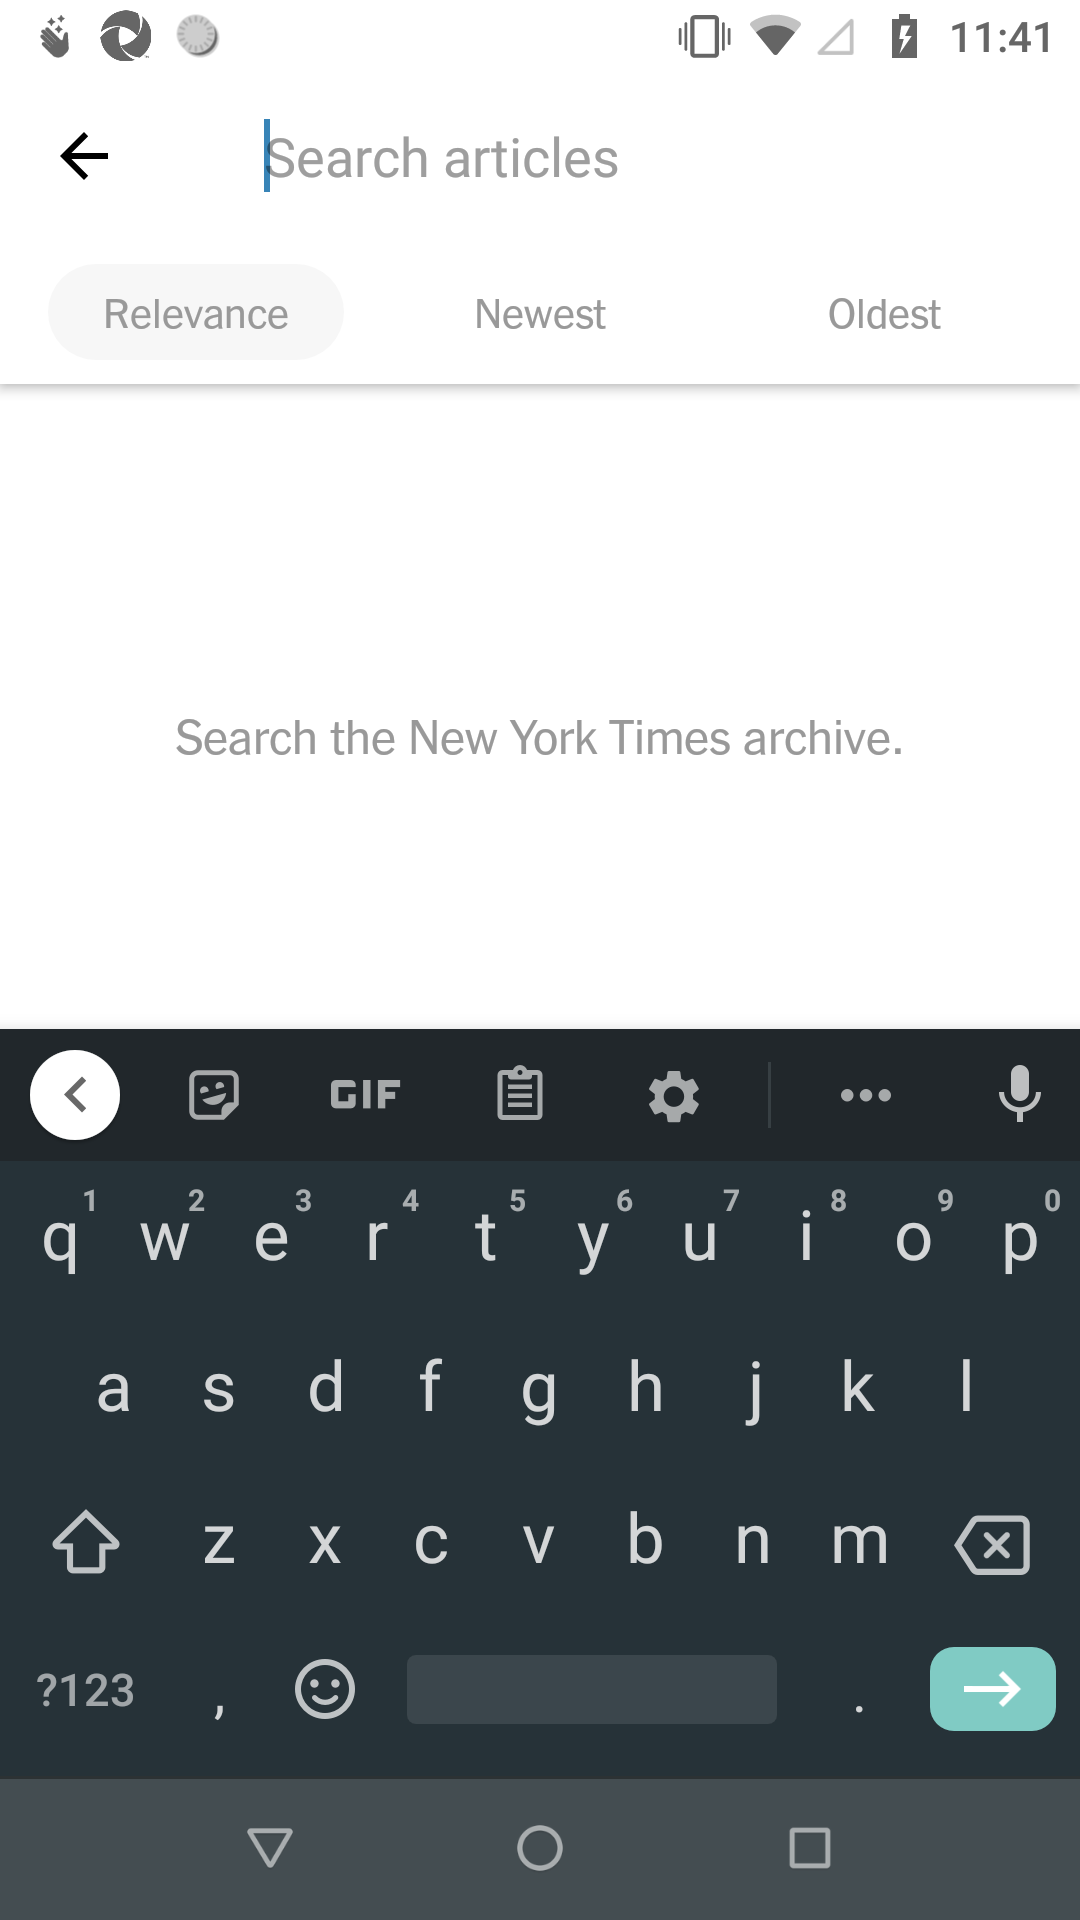 11:41
Search articles
Relevance Newest Oldest
Search the New York Times archive.
GIF
1 2 3 4 5 6 7 8 9 0
q w e r t y u i o p
a s d f g h j k l
z x c v b n m
?123 , .